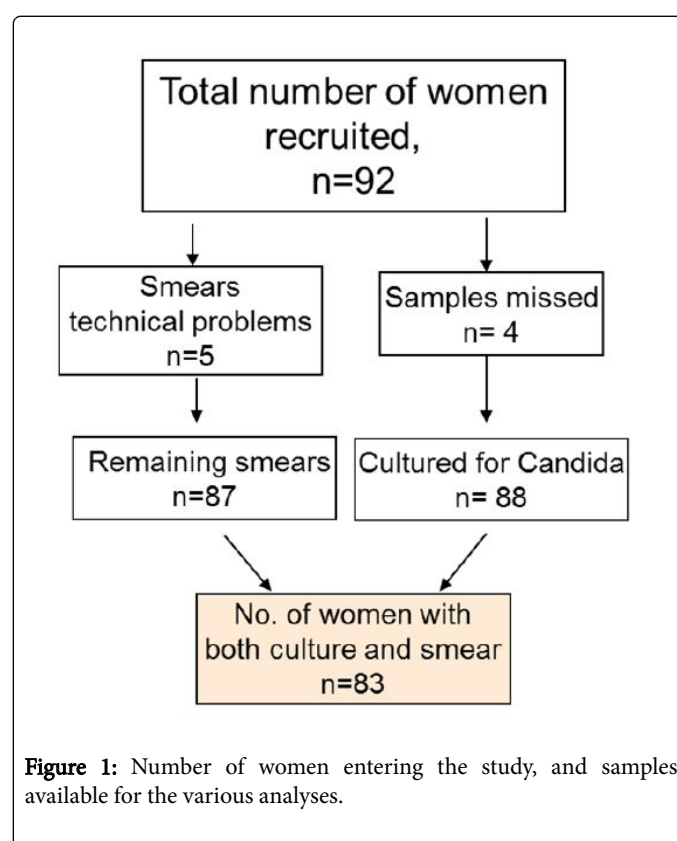 Total number of women
recruited,
n=92
Smears
technical problems
n=5
Samples missed
n= 4
Remaining smears
n=87
Cultured for Candida
n= 88
No. of women with
both culture and smear
n=83
Figure 1: Number of women entering the study, and samples
available for the various analyses.